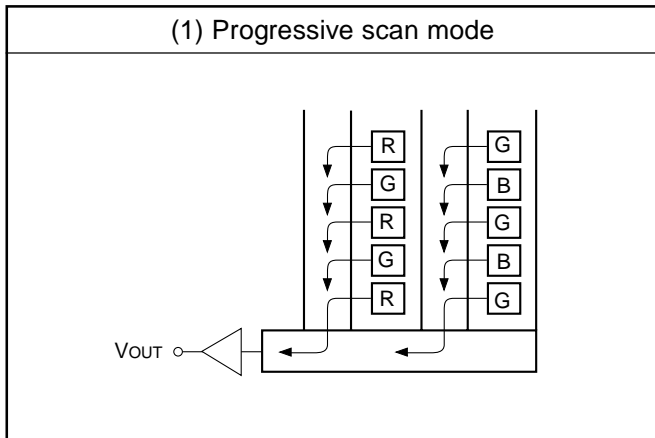 (1) Progressive scan mode
R G
G B
R G
G B
R G
VOUT